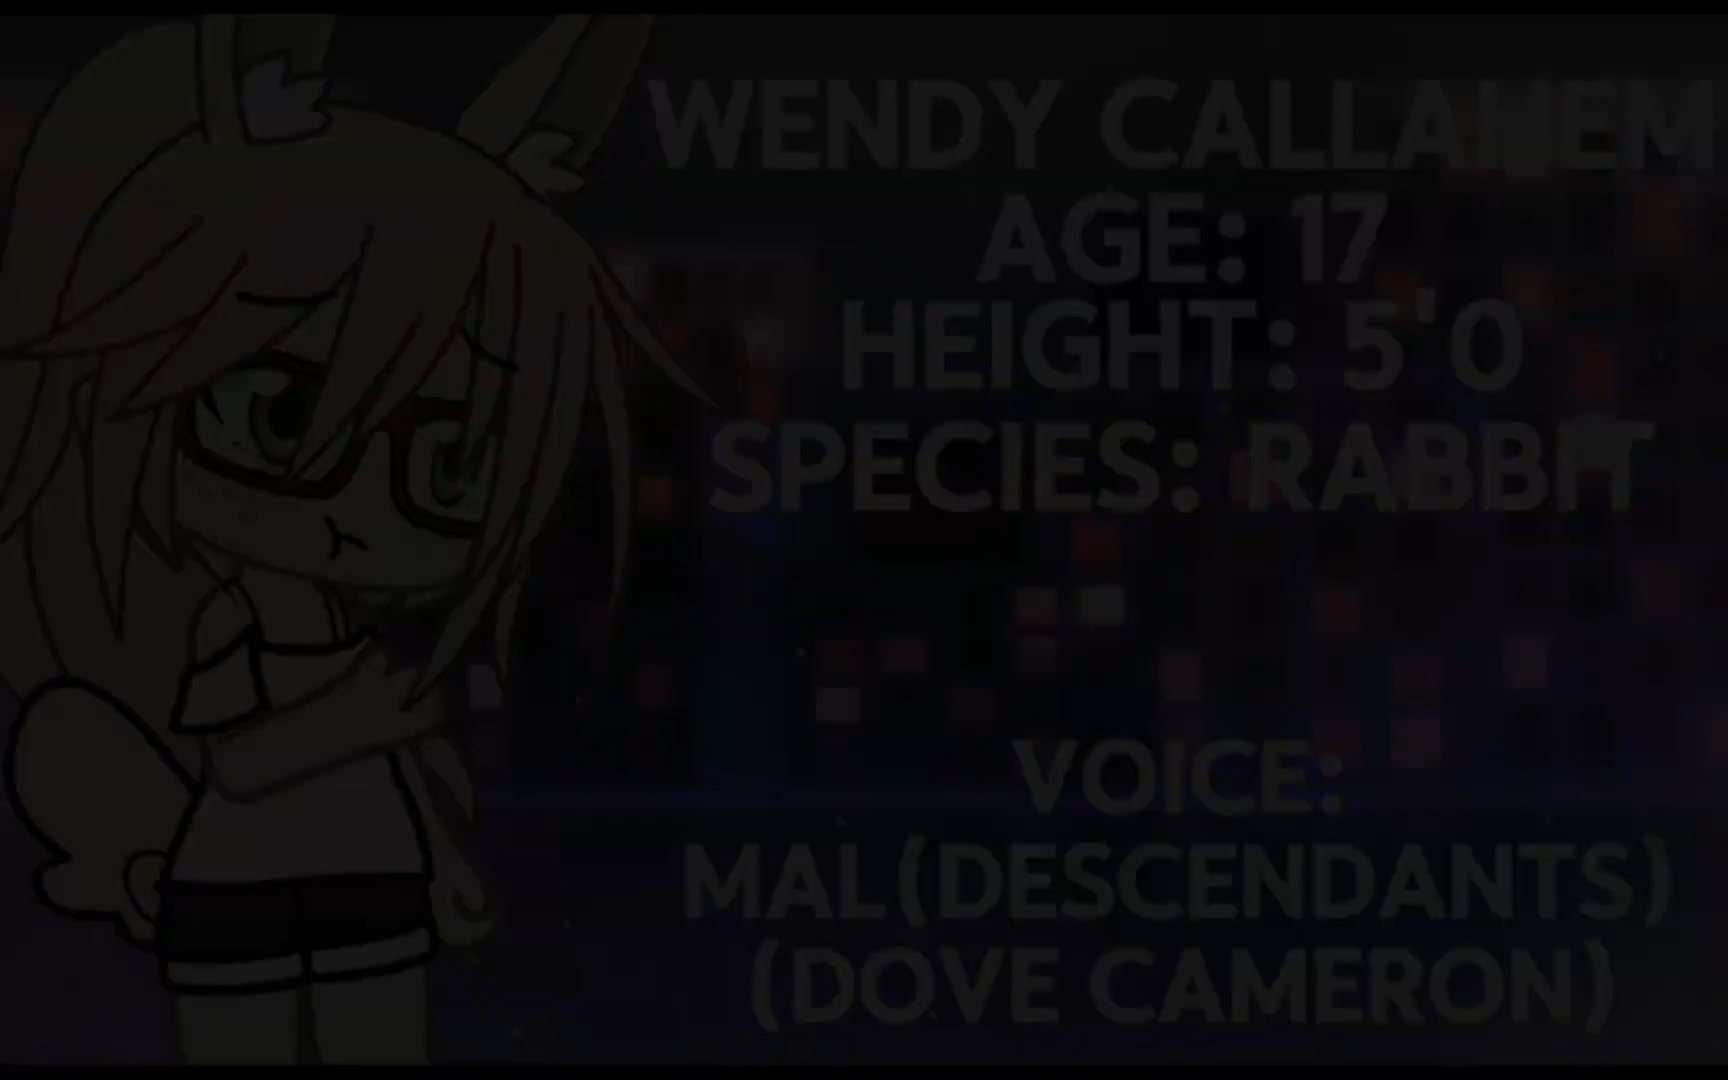 WENDY CALLAHEM
AGE: 17
HEIGHT: 5'0
SPECIES: RABBIT
VOICE:
MAL(DESCENDANTS)
(DOVE CAMERON)